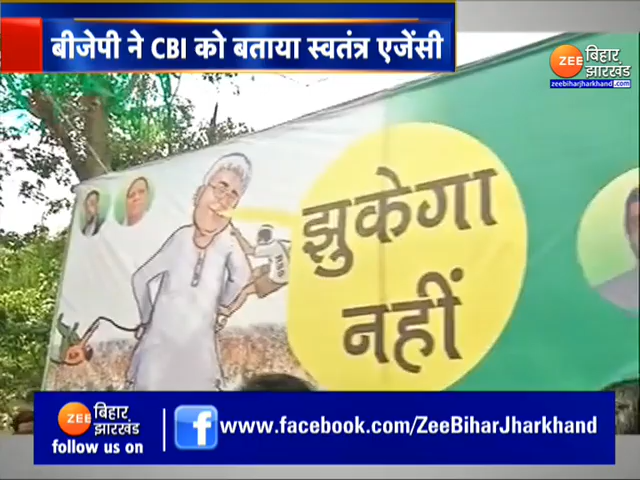 बीजेपी ने CBI को बताया स्वतंत्र एजेंसी
ZEE बिहार
झारखंड
zeebiharjharkhand.com
झुकेगा
नहीं
ZEE बिहार
झारखंड
follow us on
f www.facebook.com/ZeeBiharJharkhand